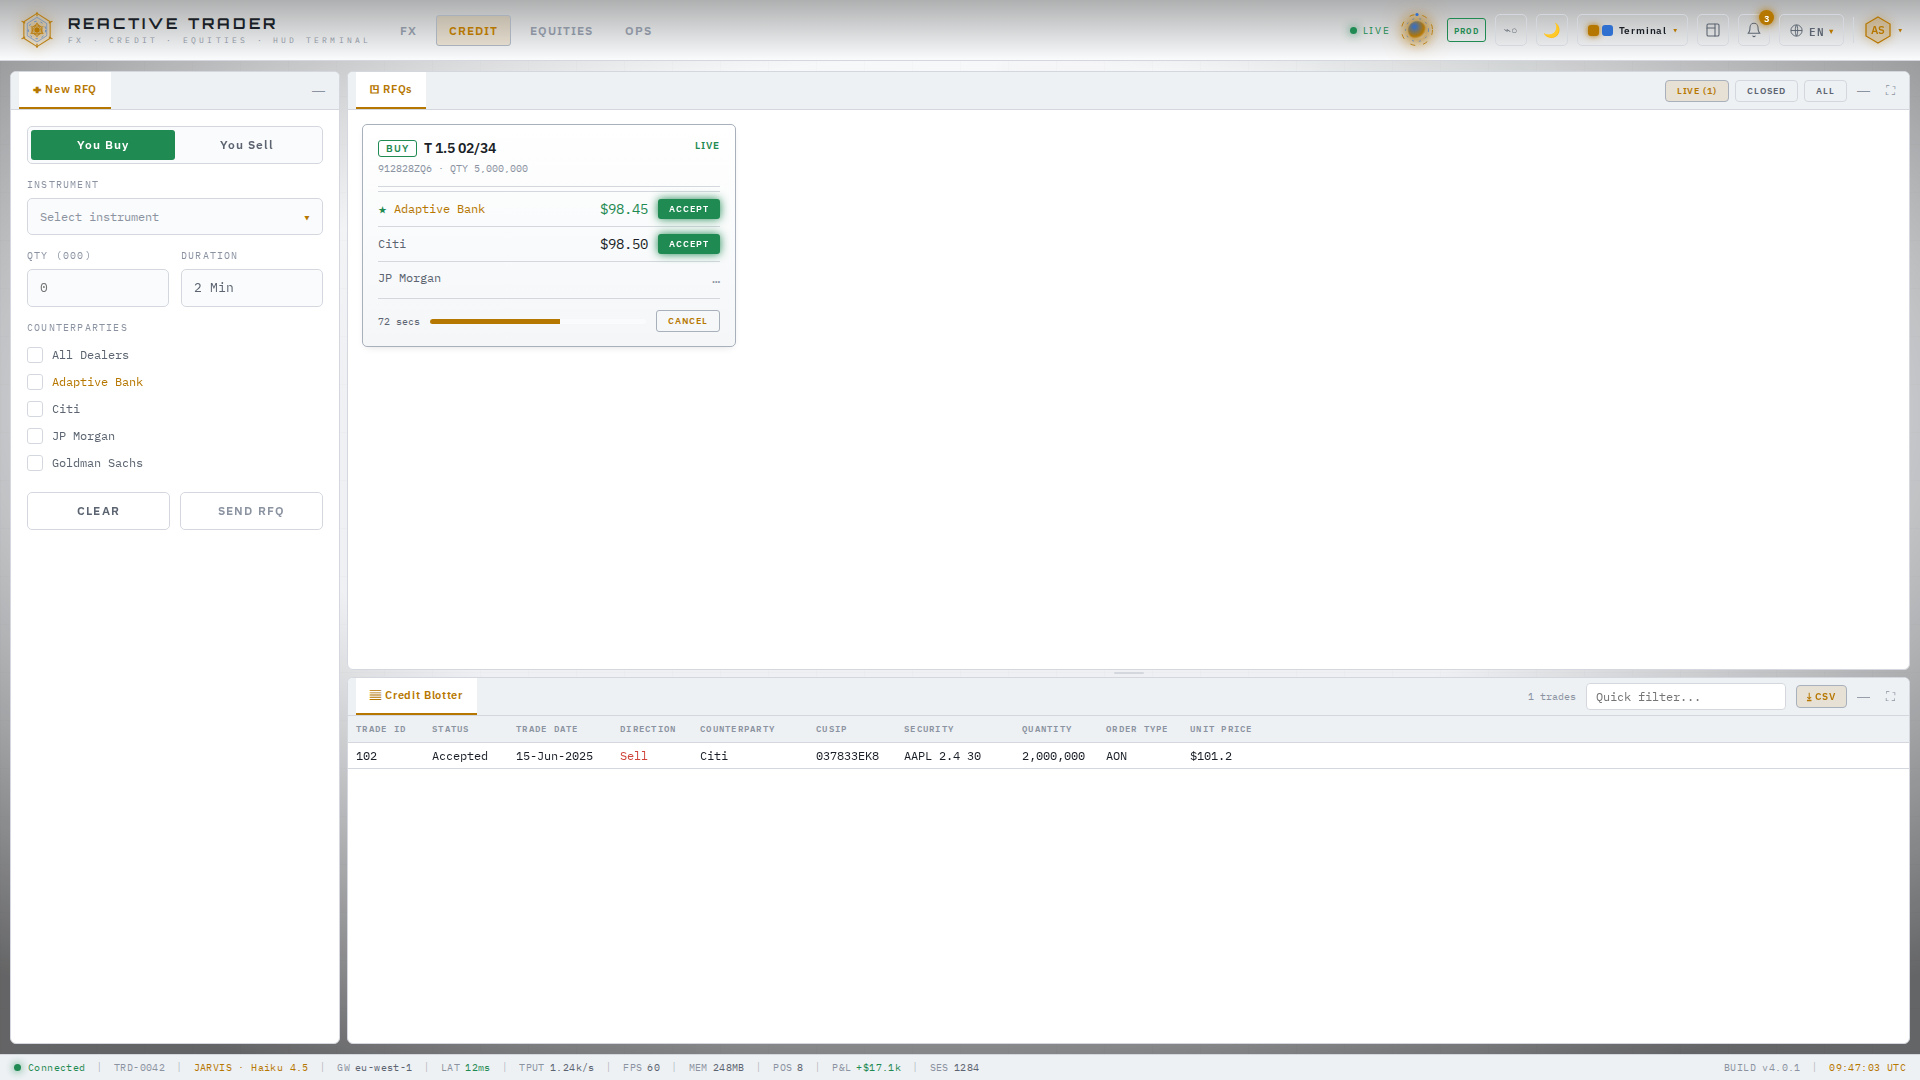 REACTIVE TRADER
FX · CREDIT · EQUITIES · HUD TERMINAL
FX
CREDIT
EQUITIES
OPS
LIVE
PROD
Terminal
3
EN
AS
New RFQ
You Buy
You Sell
INSTRUMENT
Select instrument
QTY (000)
DURATION
0
2 Min
COUNTERPARTIES
All Dealers
Adaptive Bank
Citi
JP Morgan
Goldman Sachs
CLEAR
SEND RFQ
RFQs
LIVE (1)
CLOSED
ALL
BUY T 1.5 02/34
LIVE
912828ZQ6 · QTY 5,000,000
★ Adaptive Bank $98.45 ACCEPT
Citi $98.50 ACCEPT
JP Morgan …
72 secs
CANCEL
Credit Blotter
1 trades
Quick filter...
CSV
TRADE ID STATUS TRADE DATE DIRECTION COUNTERPARTY CUSIP SECURITY QUANTITY ORDER TYPE UNIT PRICE
102 Accepted 15-Jun-2025 Sell Citi 037833EK8 AAPL 2.4 30 2,000,000 AON $101.2
Connected | TRD-0042 | JARVIS · Haiku 4.5 | GW eu-west-1 | LAT 12ms | TPUT 1.24k/s | FPS 60 | MEM 248MB | POS 8 | P&L +$17.1k | SES 1284
BUILD v4.0.1 | 09:47:03 UTC